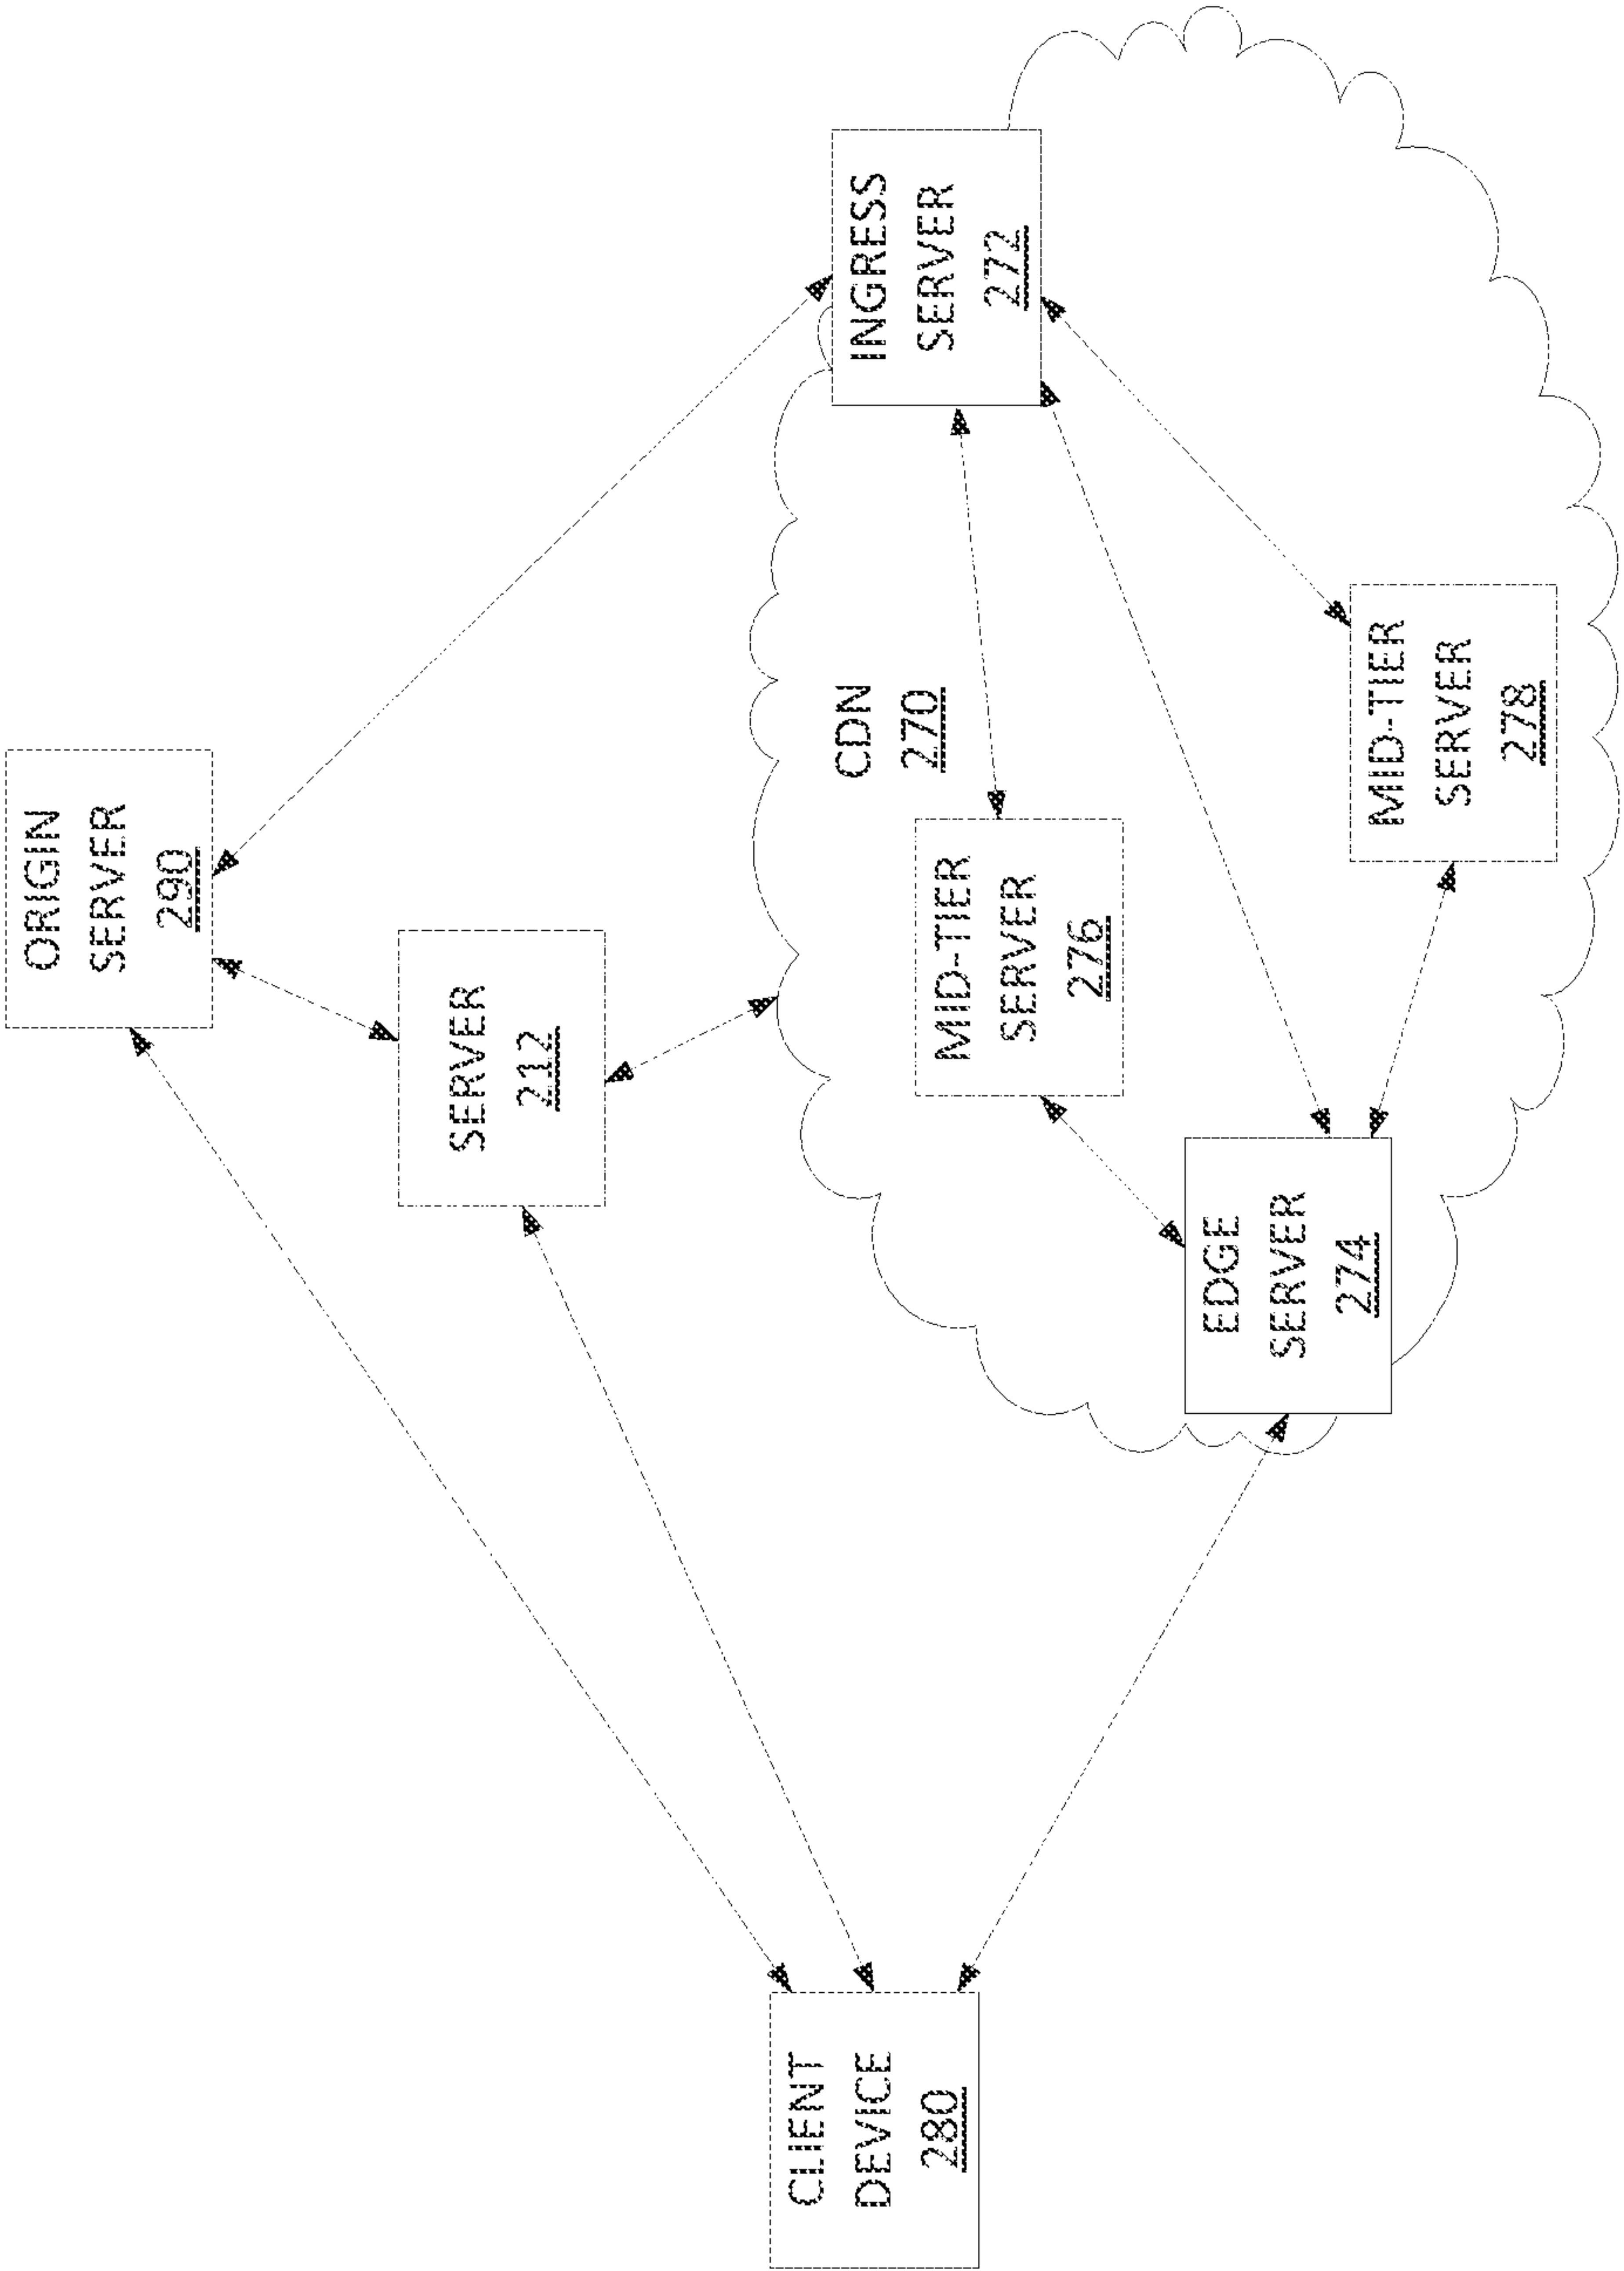 ORIGIN
SERVER
290
SERVER
212
CLIENT
DEVICE
280
CDN
270
INGRESS
SERVER
272
MID-TIER
SERVER
276
EDGE
SERVER
274
MID-TIER
SERVER
278